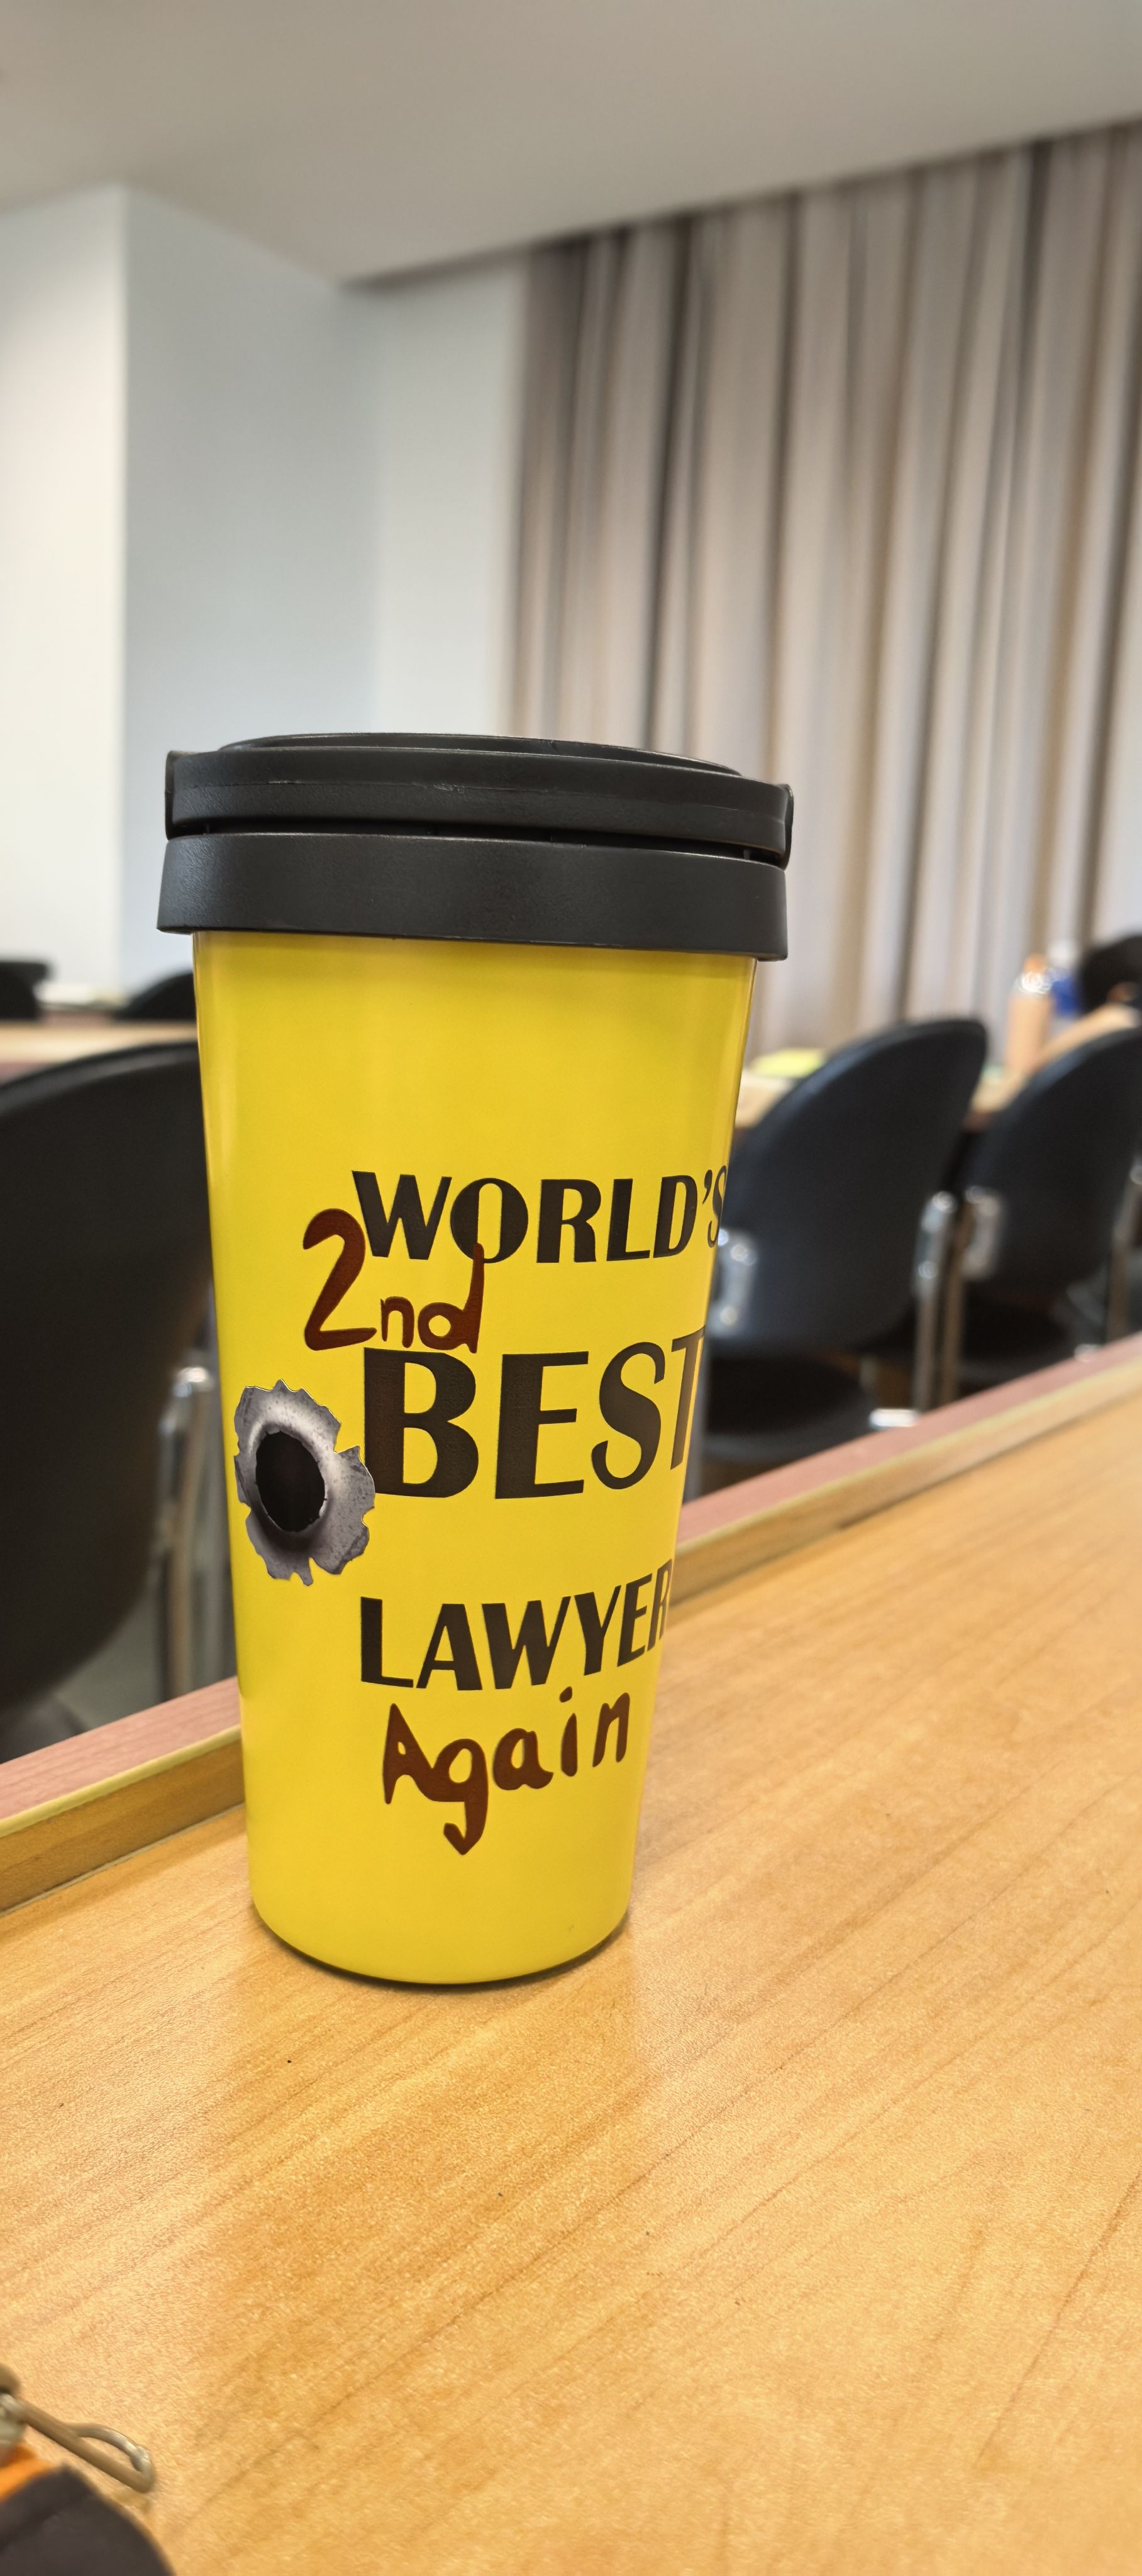 WORLD'S
2nd
BEST
LAWYER
Again